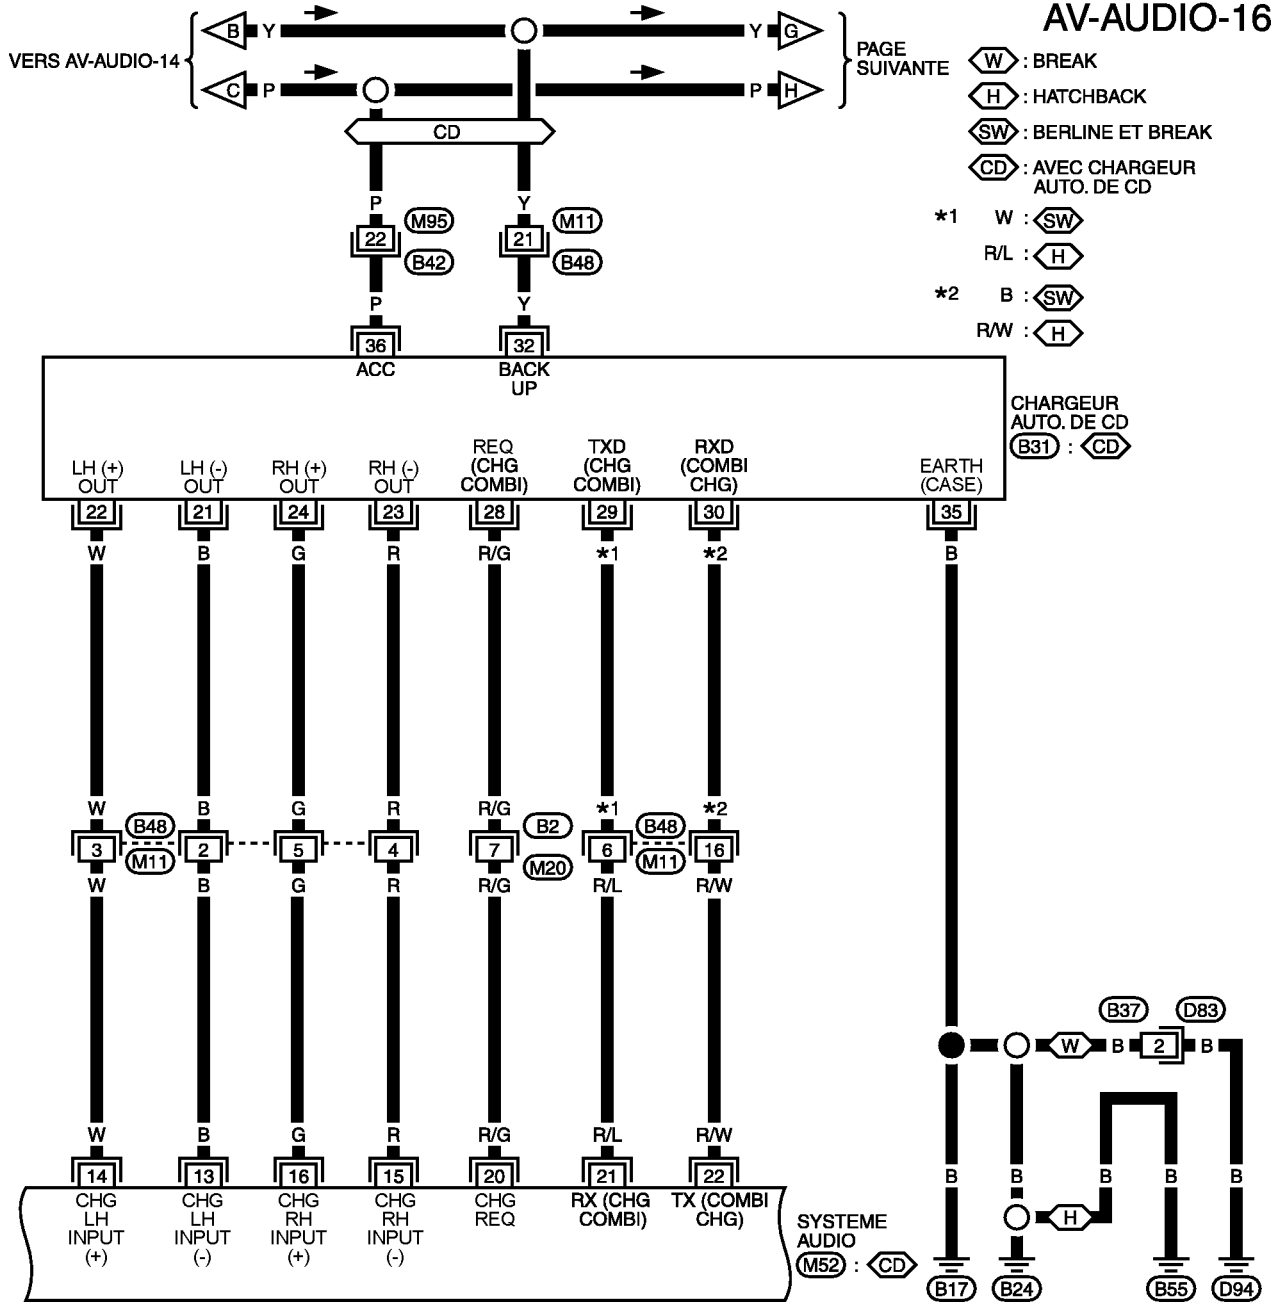 AV-AUDIO-16
B Y Y G
VERS AV-AUDIO-14
PAGE
SUIVANTE
C P P H
W : BREAK
H : HATCHBACK
SW : BERLINE ET BREAK
CD : AVEC CHARGEUR
AUTO. DE CD
*1 W : SW
R/L : H
*2 B : SW
R/W : H
CD
P Y
M95 M11
22 21
B42 B48
P Y
36 32
ACC BACK
UP
CHARGEUR
AUTO. DE CD
B31 : CD
LH (+)
OUT
LH (-)
OUT
RH (+)
OUT
RH (-)
OUT
REQ
(CHG
COMBI)
TXD
(CHG
COMBI)
RXD
(COMBI
CHG)
EARTH
(CASE)
22 21 24 23 28 29 30 35
W B G R R/G *1 *2 B
W B G R R/G *1 *2
B48 B2 B48
3 2 5 4 7 6 16
M11 M20 M11
W B G R R/G R/L R/W
B37 D83
W B 2 B
W B G R R/G R/L R/W
B B B B B
14 13 16 15 20 21 22
CHG
LH
INPUT
(+)
CHG
LH
INPUT
(-)
CHG
RH
INPUT
(+)
CHG
RH
INPUT
(-)
CHG
REQ
RX (CHG
COMBI)
TX (COMBI
CHG)
H
SYSTEME
AUDIO
M52 : CD
B17 B24 B55 D94